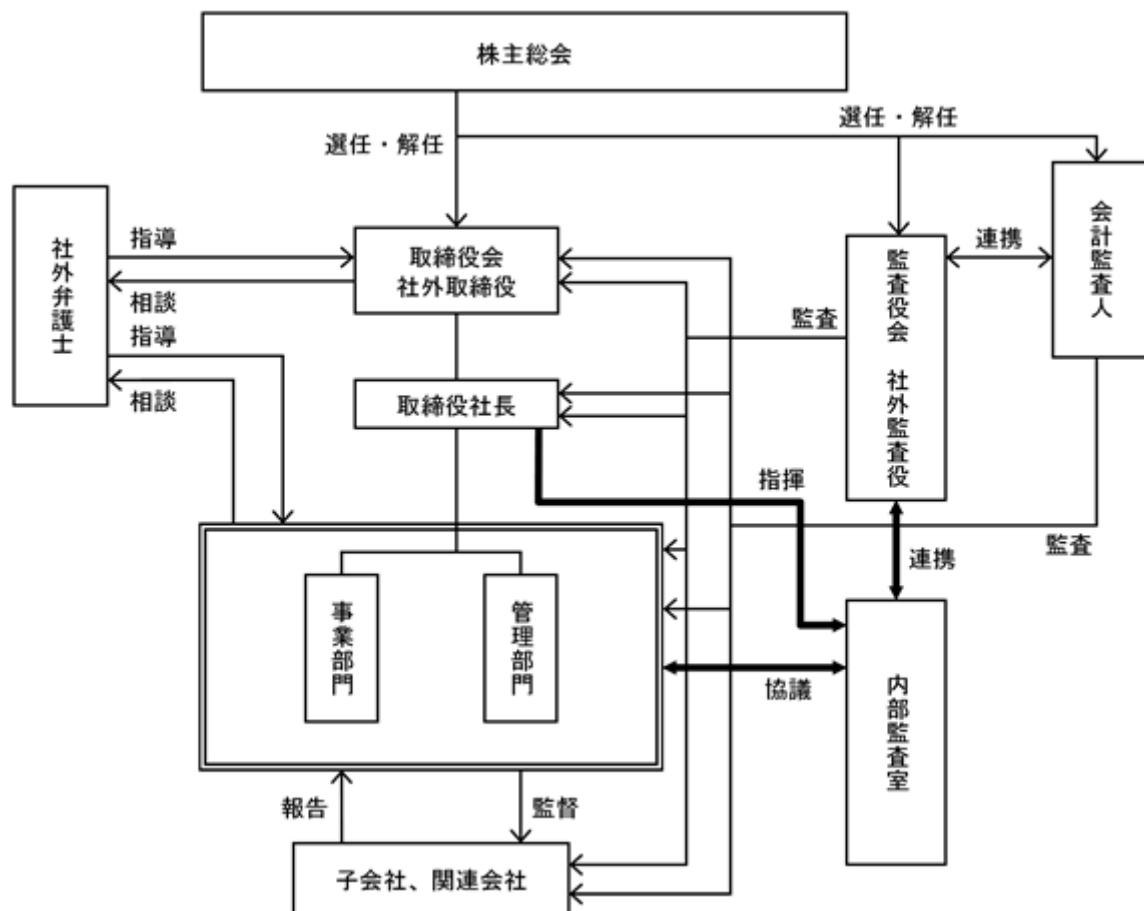 株主総会
選任・解任
選任・解任
社外弁護士
指導
相談
指導
相談
取締役会
社外取締役
監査
監査役会 社外監査役
連携
会計監査人
取締役社長
指揮
連携
監査
事業部門
管理部門
協議
内部監査室
報告
監督
子会社、関連会社